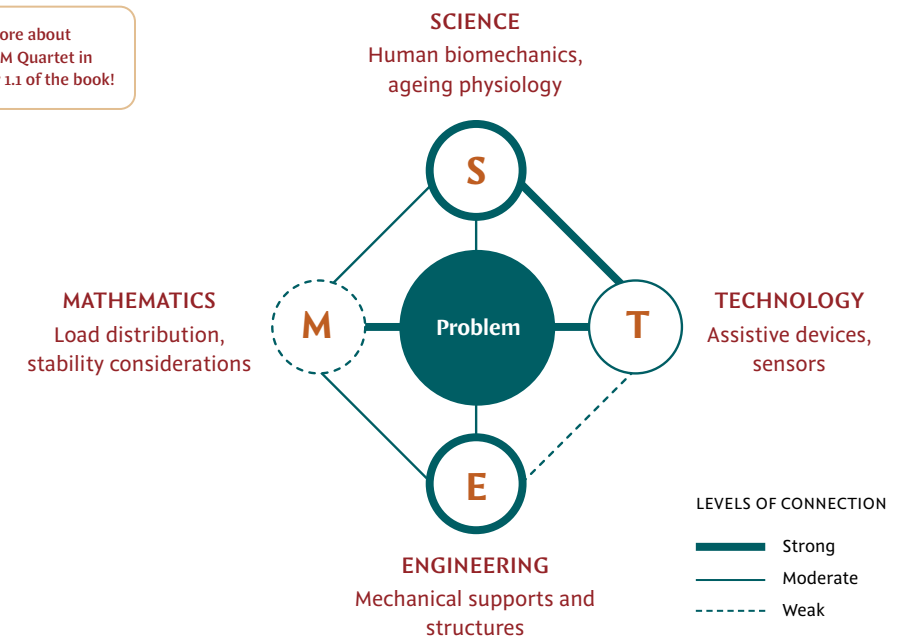 ore about
M Quartet in
1.1 of the book!
SCIENCE
Human biomechanics,
ageing physiology
S
MATHEMATICS
Load distribution,
stability considerations
M
Problem
T
TECHNOLOGY
Assistive devices,
sensors
E
ENGINEERING
Mechanical supports and
structures
LEVELS OF CONNECTION
Strong
Moderate
Weak